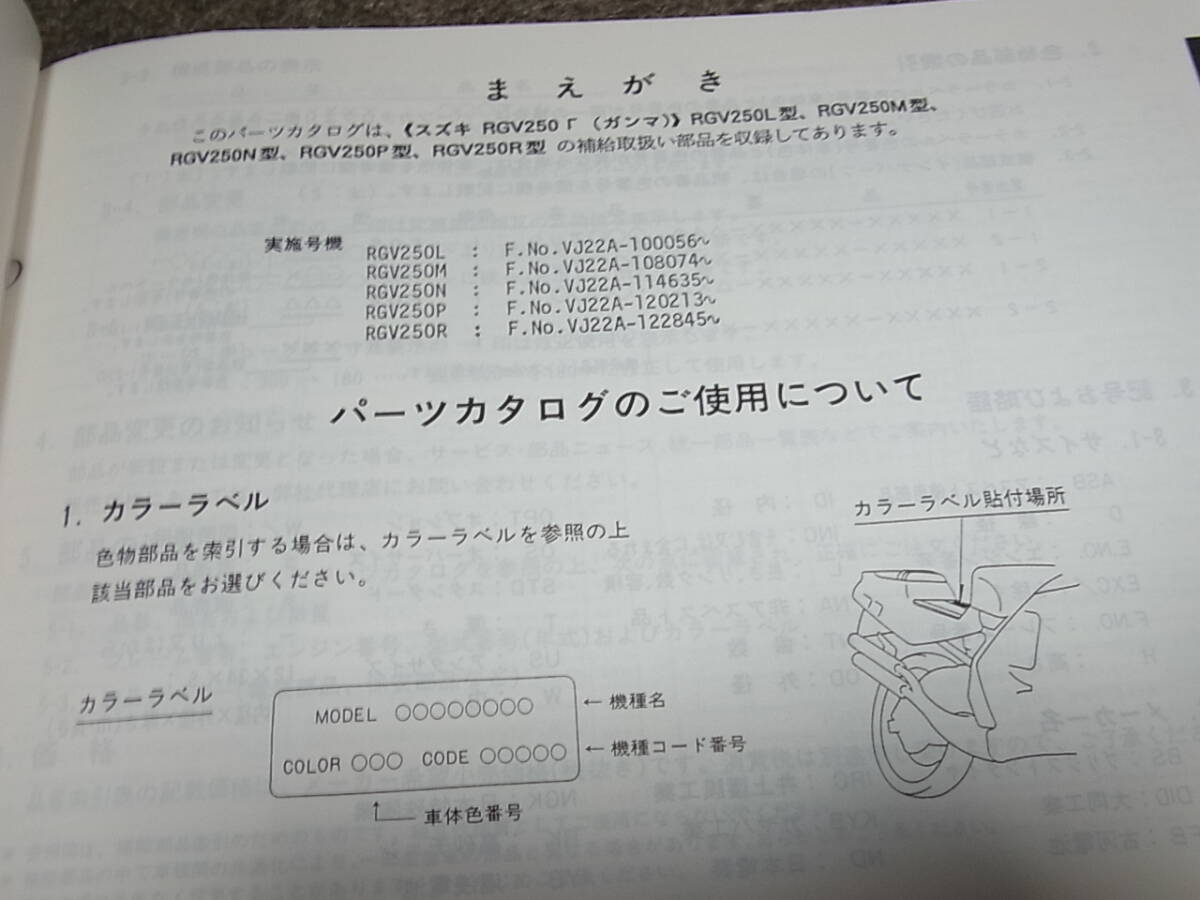 まえがき
このパーツカタログは、《スズキ RGV250Γ（ガンマ）》RGV250L型、RGV250M型、
RGV250N型、RGV250P型、RGV250R型 の補給取扱い部品を収録してあります。
実施号機 RGV250L : F.No.VJ22A-100056~
RGV250M : F.No.VJ22A-108074~
RGV250N : F.No.VJ22A-114635~
RGV250P : F.No.VJ22A-120213~
RGV250R : F.No.VJ22A-122845~
パーツカタログのご使用について
1. カラーラベル
色物部品を索引する場合は、カラーラベルを参照の上
該当部品をお選びください。
カラーラベル貼付場所
カラーラベル
MODEL ○○○○○○○○ ←機種名
COLOR ○○○ CODE ○○○○○ ←機種コード番号
車体色番号